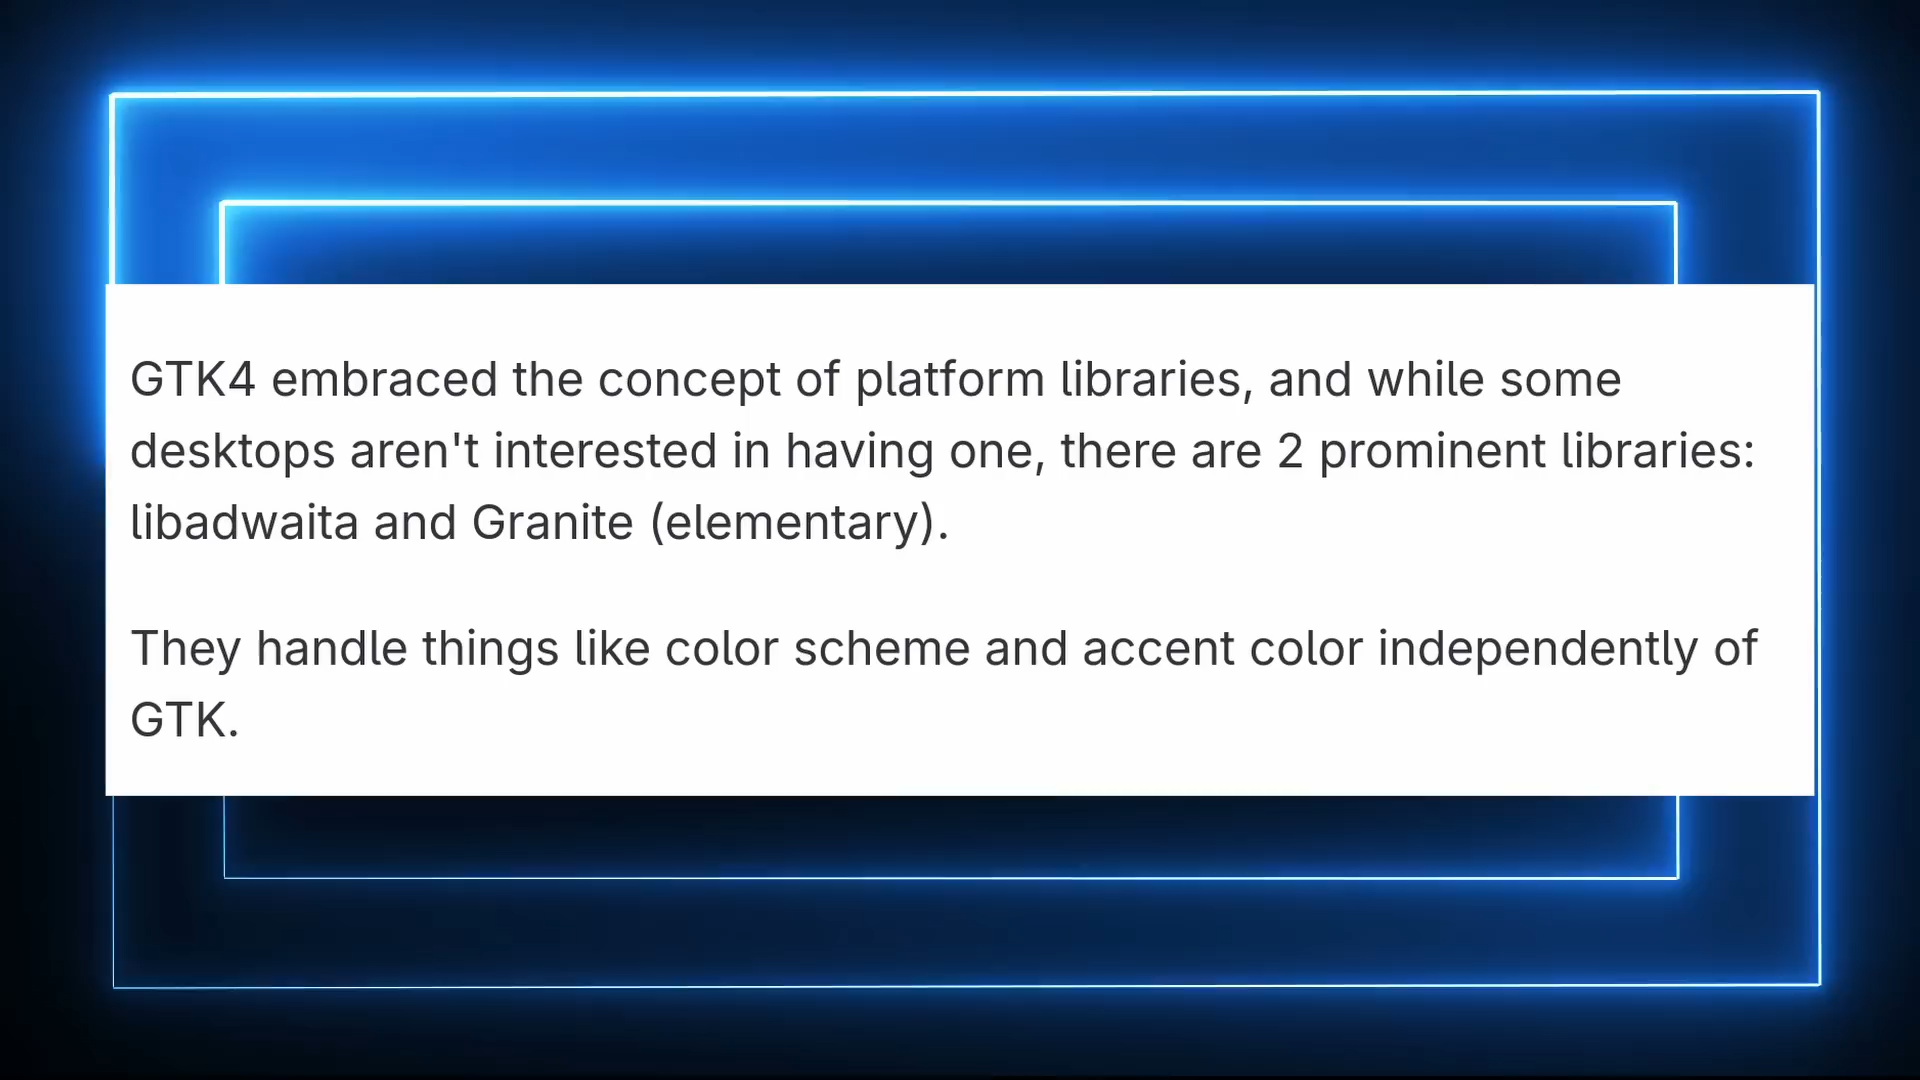 GTK4 embraced the concept of platform libraries, and while some
desktops aren't interested in having one, there are 2 prominent libraries:
libadwaita and Granite (elementary).
They handle things like color scheme and accent color independently of
GTK.